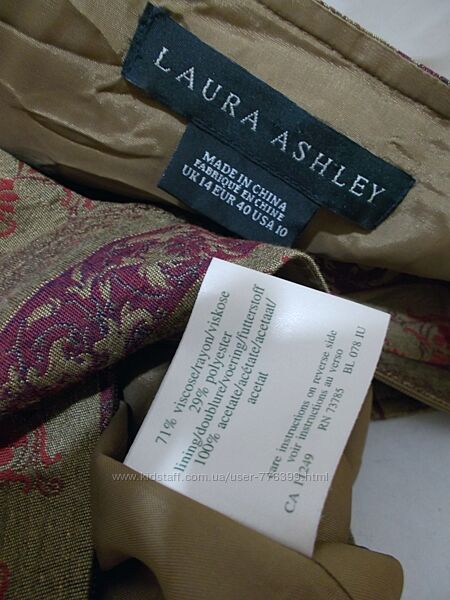 LAURA ASHLEY
MADE IN CHINA
FABRIQUE EN CHINE
UK 14 EUR 40 USA 10
71% viscose/rayon/viskose
29% polyester
lining/doublure/voering/futterstoff
100% acetate/acétate/acetaat/
acetat
care instructions on reverse side
voir instructions au verso
RN 73785 BL 078 IU
CA
www.kidstaff.com.ua/user-776399.html